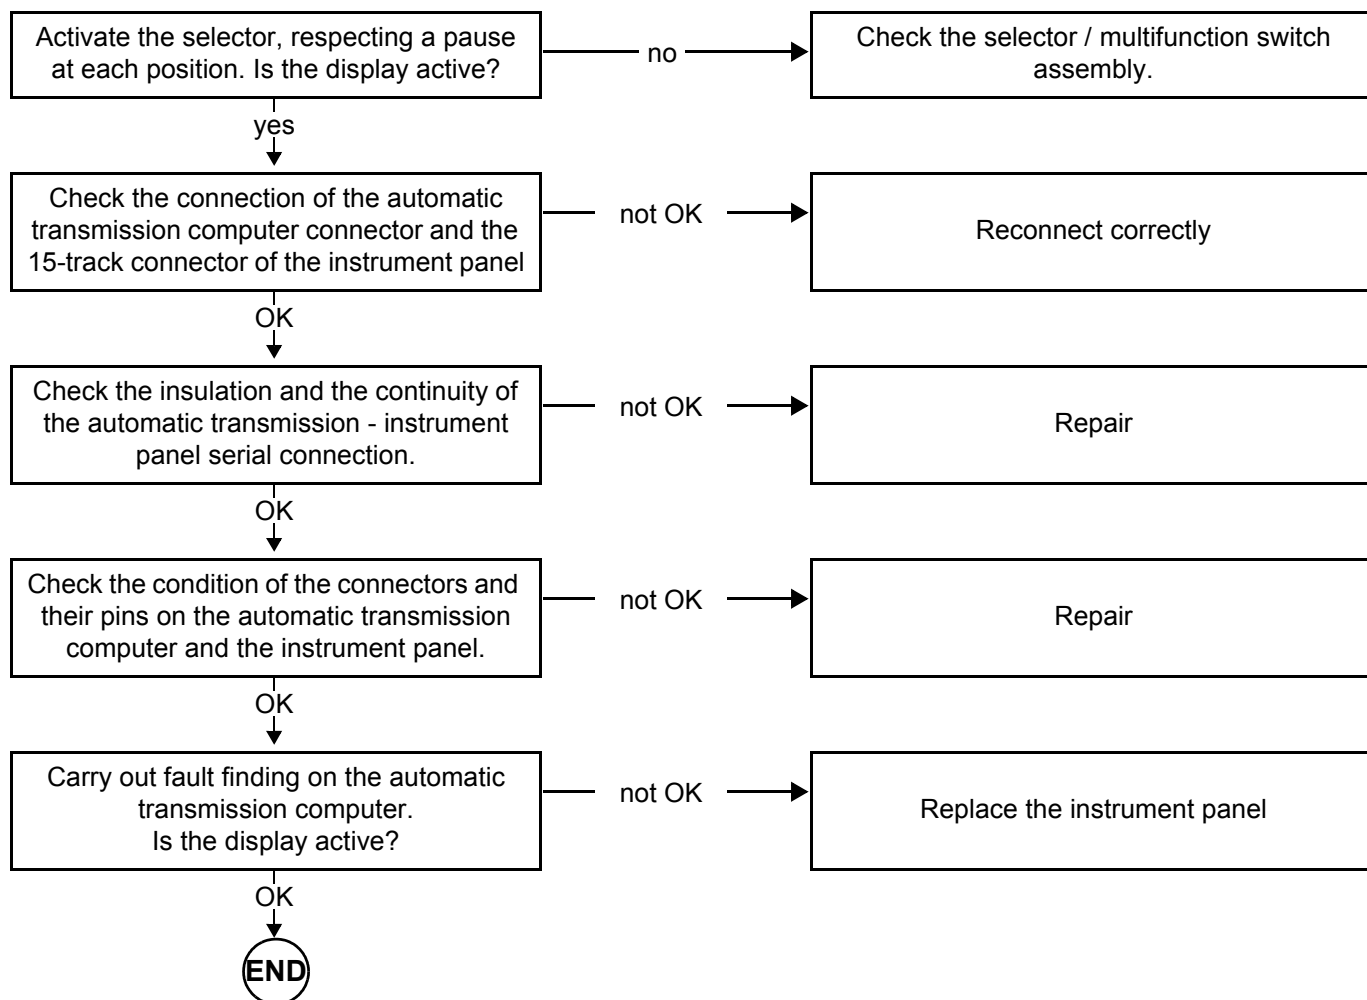 Activate the selector, respecting a pause
at each position. Is the display active?
no
Check the selector / multifunction switch
assembly.
yes
Check the connection of the automatic
transmission computer connector and the
15-track connector of the instrument panel
not OK
Reconnect correctly
OK
Check the insulation and the continuity of
the automatic transmission - instrument
panel serial connection.
not OK
Repair
OK
Check the condition of the connectors and
their pins on the automatic transmission
computer and the instrument panel.
not OK
Repair
OK
Carry out fault finding on the automatic
transmission computer.
Is the display active?
not OK
Replace the instrument panel
OK
END